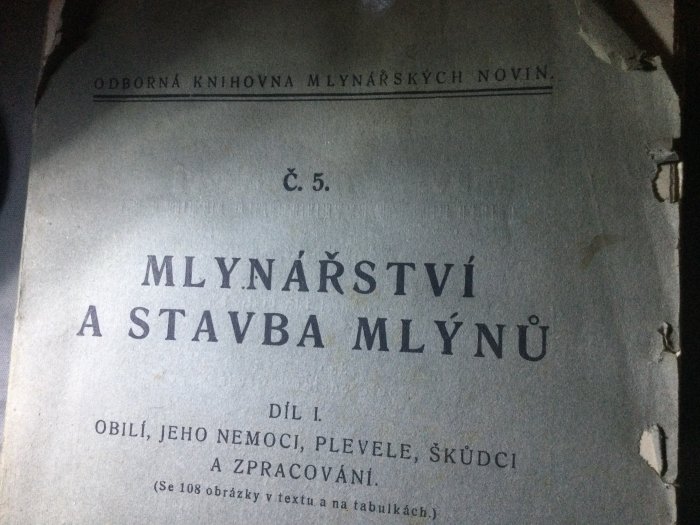 ODBORNÁ KNIHOVNA MLYNÁŘSKÝCH NOVIN.
Č. 5.
MLYNÁŘSTVÍ
A STAVBA MLÝNŮ
DÍL I.
OBILÍ, JEHO NEMOCI, PLEVELE, ŠKŮDCI
A ZPRACOVÁNÍ.
(Se 108 obrázky v textu a na tabulkách.)